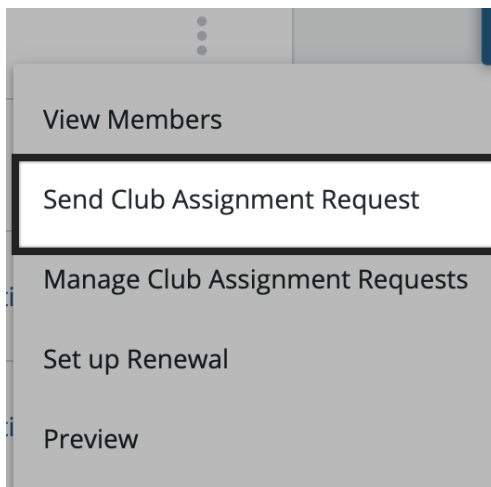 View Members
Send Club Assignment Request
Manage Club Assignment Requests
Set up Renewal
Preview